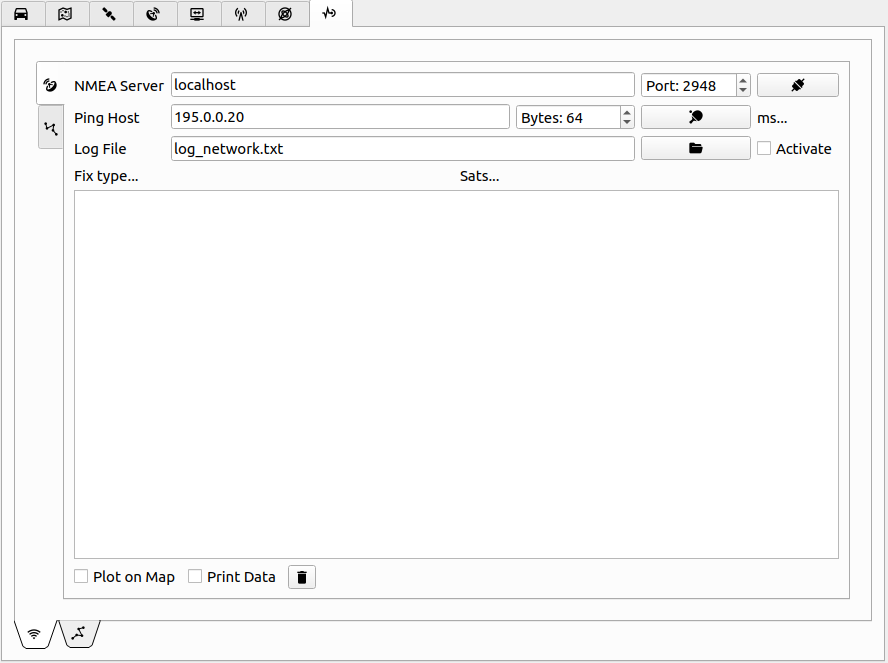 NMEA Server localhost Port: 2948
Ping Host 195.0.0.20 Bytes: 64 ms...
Log File log_network.txt Activate
Fix type... Sats...
Plot on Map Print Data